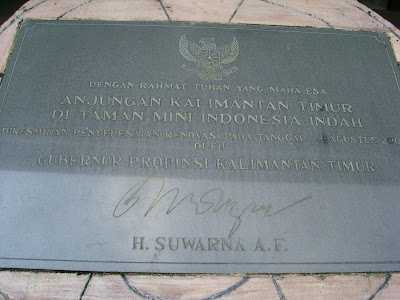 DENGAN RAHMAT TUHAN YANG MAHA ESA
ANJUNGAN KALIMANTAN TIMUR
DI TAMAN MINI INDONESIA INDAH
DIRESMIKAN PENYELESAIAN RENOVASI PADA TANGGAL AGUSTUS
OLEH
GUBERNUR PROPINSI KALIMANTAN TIMUR
H. SUWARNA A.F.